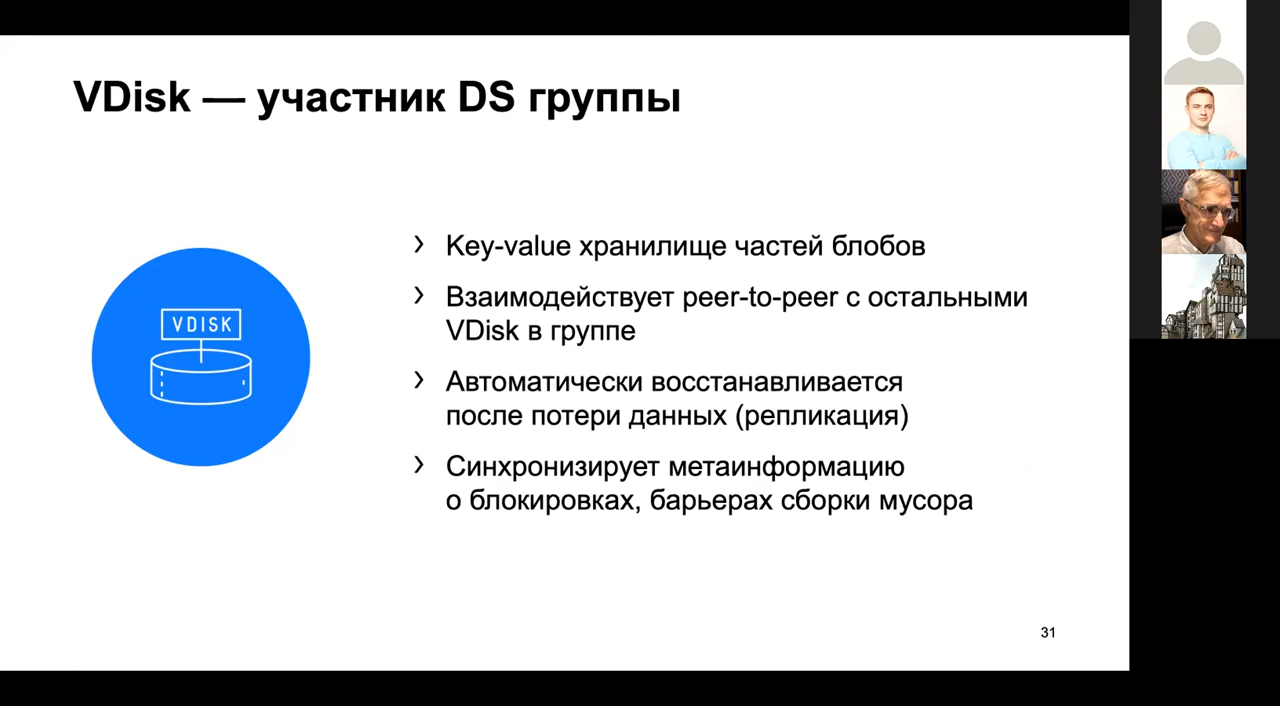 VDisk — участник DS группы
VDISK
› Key-value хранилище частей блобов
› Взаимодействует peer-to-peer с остальными
VDisk в группе
› Автоматически восстанавливается
после потери данных (репликация)
› Синхронизирует метаинформацию
о блокировках, барьерах сборки мусора
31